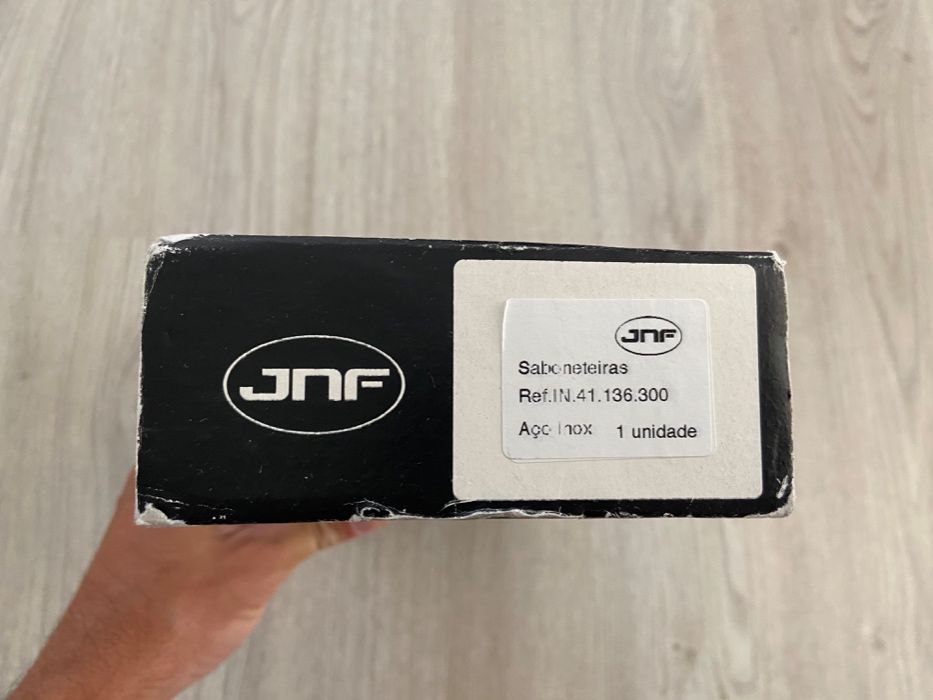 JNF
JNF
Saboneteiras
Ref.IN.41.136.300
Aço Inox 1 unidade